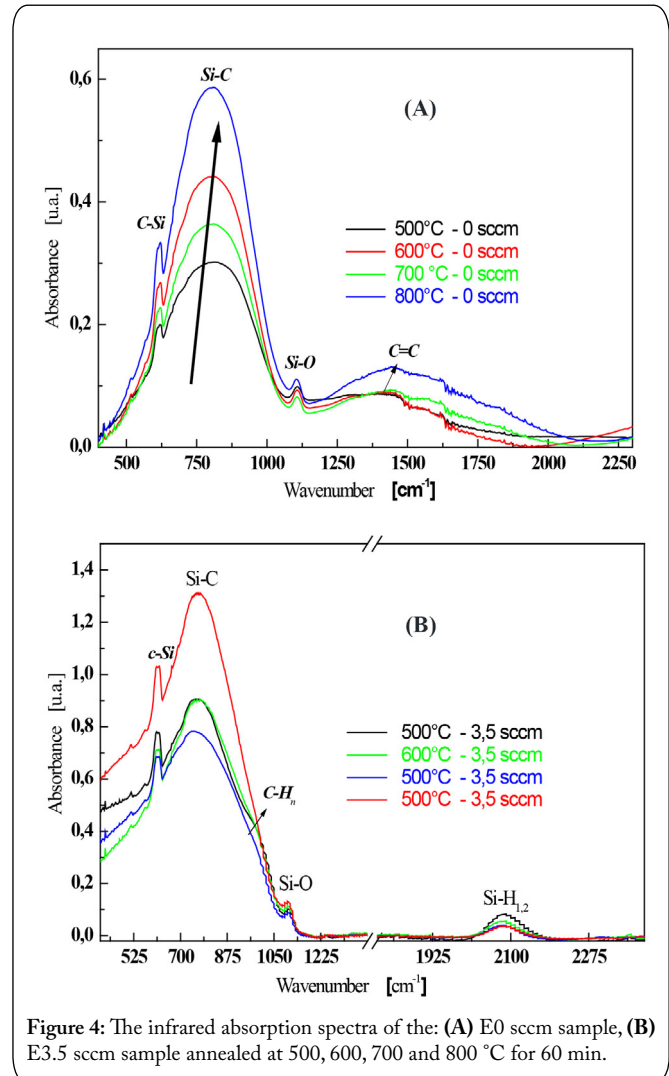 0,6
0,4
0,2
0,0
Absorbance [u.a.]
Si-C
(A)
C-Si
500°C - 0 sccm
600°C - 0 sccm
700 °C - 0 sccm
800°C - 0 sccm
Si-O
C=C
500 750 1000 1250 1500 1750 2000 2250
Wavenumber [cm-1]
1,4
1,2
1,0
0,8
0,6
0,4
0,2
0,0
Absorbance [u.a.]
Si-C
(B)
c-Si
500°C - 3,5 sccm
600°C - 3,5 sccm
500°C - 3,5 sccm
500°C - 3,5 sccm
C-Hn
Si-O
Si-H1,2
525 700 875 1050 1225 1925 2100 2275
Wavenumber [cm-1]
Figure 4: The infrared absorption spectra of the: (A) E0 sccm sample, (B)
E3.5 sccm sample annealed at 500, 600, 700 and 800 °C for 60 min.